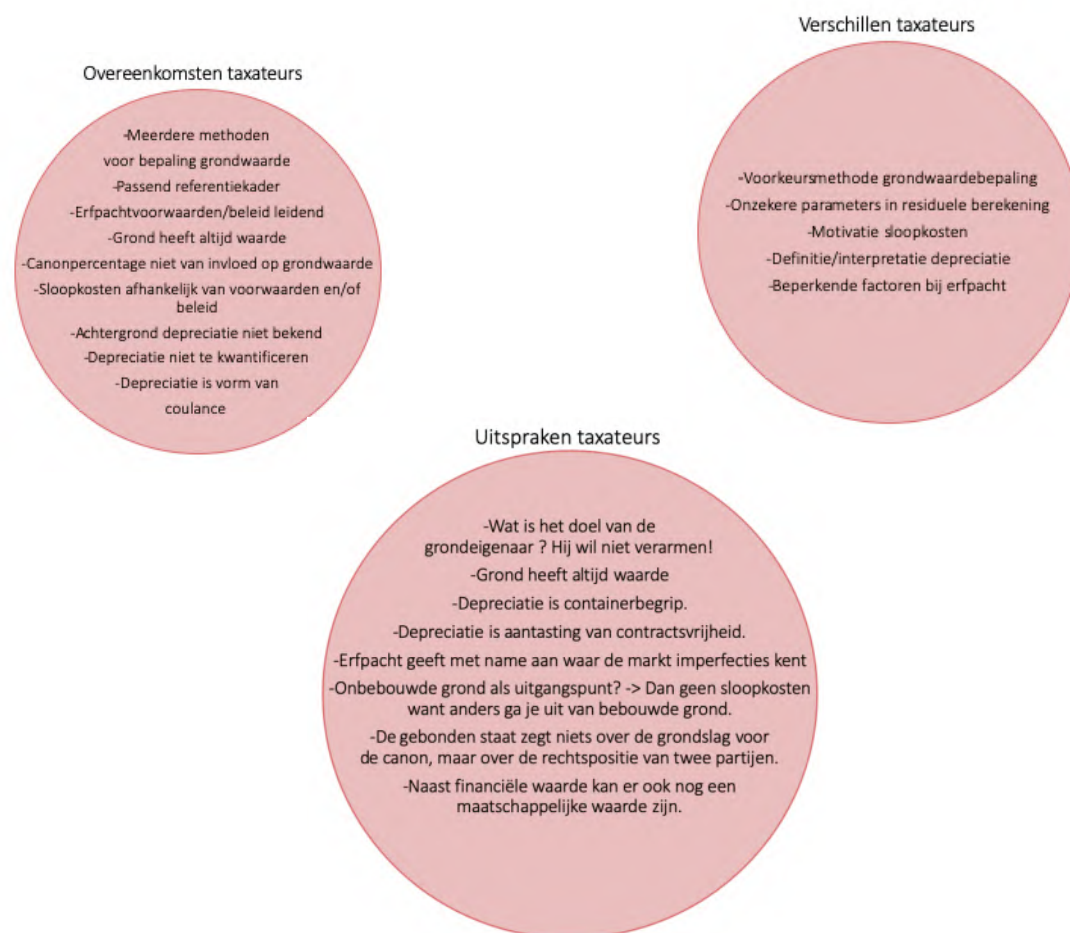 Overeenkomsten taxateurs
-Meerdere methoden
voor bepaling grondwaarde
-Passend referentiekader
-Erfpachtvoorwaarden/beleid leidend
-Grond heeft altijd waarde
-Canonpercentage niet van invloed op grondwaarde
-Sloopkosten afhankelijk van voorwaarden en/of
beleid
-Achtergrond depreciatie niet bekend
-Depreciatie niet te kwantificeren
-Depreciatie is vorm van
coulance
Verschillen taxateurs
-Voorkeursmethode grondwaardebepaling
-Onzekere parameters in residuele berekening
-Motivatie sloopkosten
-Definitie/interpretatie depreciatie
-Beperkende factoren bij erfpacht
Uitspraken taxateurs
-Wat is het doel van de
grondeigenaar ? Hij wil niet verarmen!
-Grond heeft altijd waarde
-Depreciatie is containerbegrip.
-Depreciatie is aantasting van contractsvrijheid.
-Erfpacht geeft met name aan waar de markt imperfecties kent
-Onbebouwde grond als uitgangspunt? -> Dan geen sloopkosten
want anders ga je uit van bebouwde grond.
-De gebonden staat zegt niets over de grondslag voor
de canon, maar over de rechtspositie van twee partijen.
-Naast financiële waarde kan er ook nog een
maatschappelijke waarde zijn.